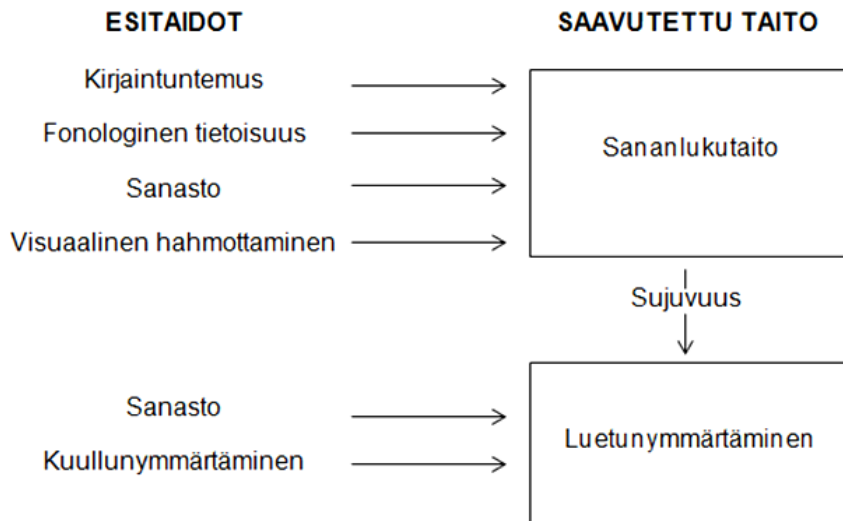 ESITAIDOT
SAAVUTETTU TAITO
Kirjaintuntemus
Fonologinen tietoisuus
Sanasto
Visuaalinen hahmottaminen
Sananlukutaito
Sujuvuus
Sanasto
Kuullunymmärtäminen
Luetunymmärtäminen